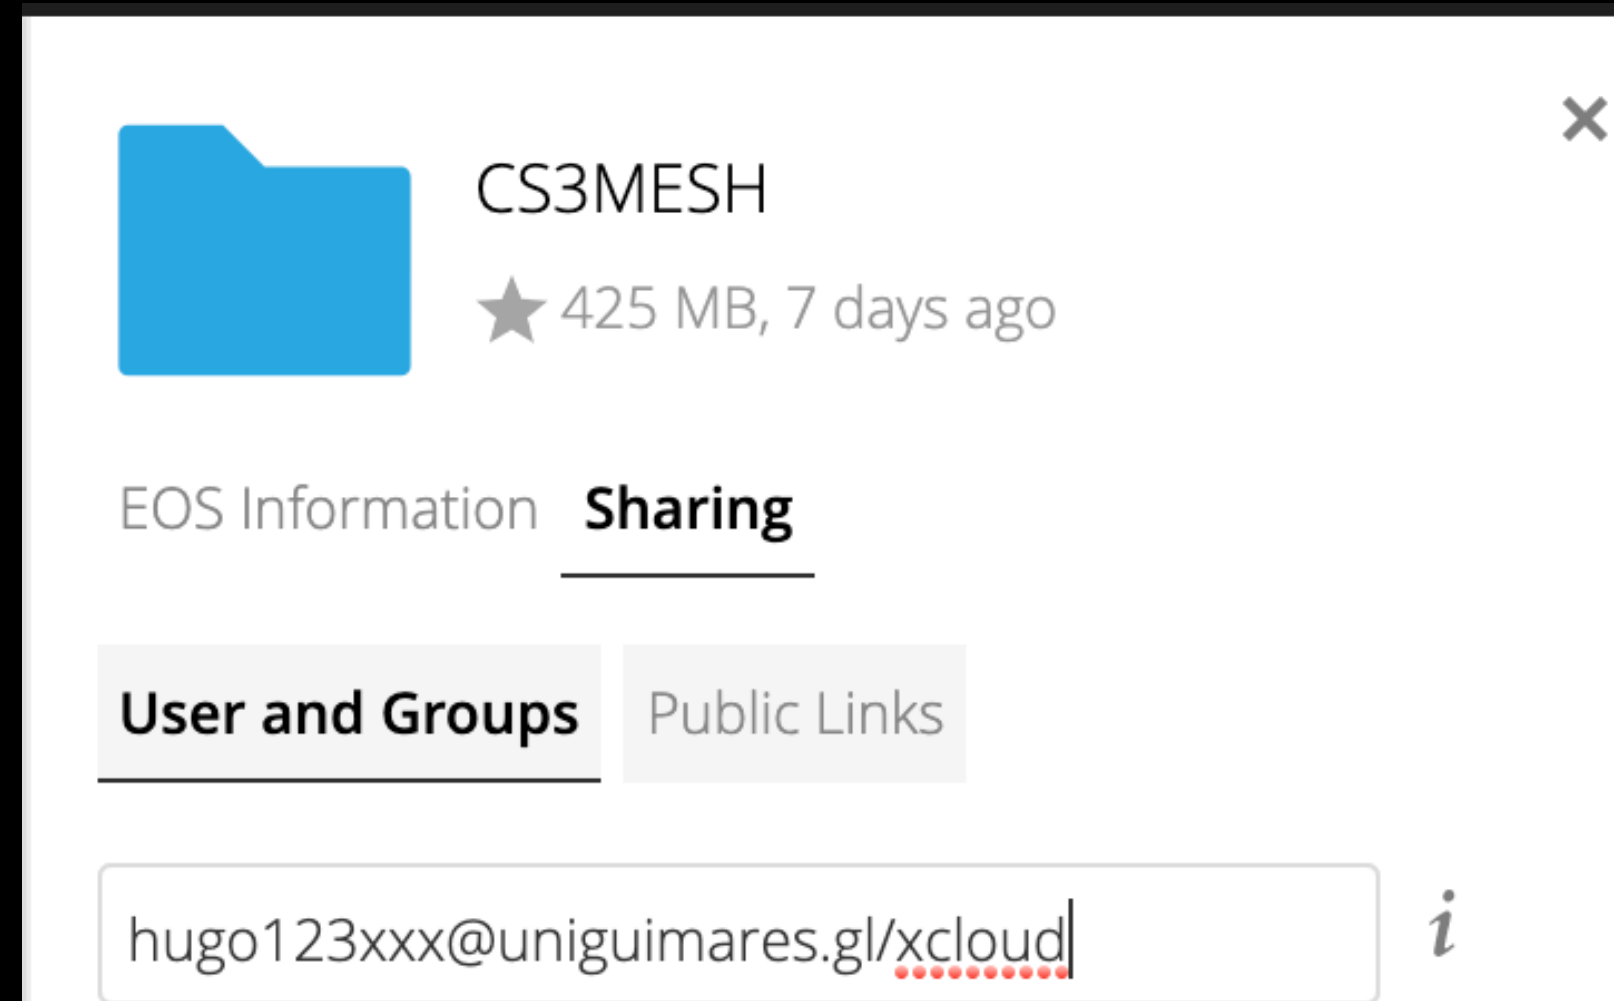 CS3MESH
425 MB, 7 days ago
EOS Information Sharing
User and Groups Public Links
hugo123xxx@uniguimares.gl/xcloud
i